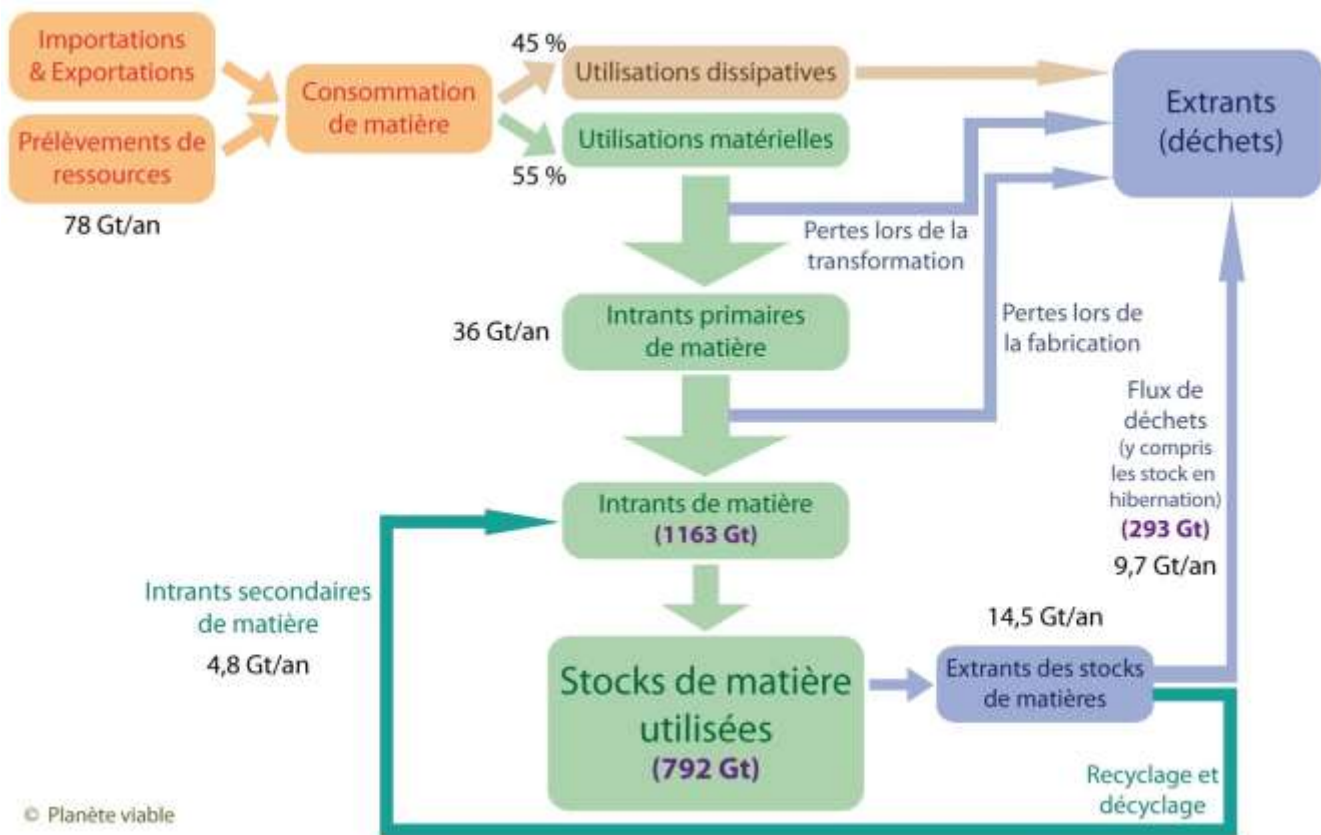 Importations
& Exportations
Prélèvements de
ressources
78 Gt/an
Consommation
de matière
45 %
Utilisations dissipatives
Utilisations matérielles
55 %
Extrants
(déchets)
Pertes lors de la
transformation
Pertes lors de
la fabrication
36 Gt/an
Intrants primaires
de matière
Flux de
déchets
(y compris
les stock en
hibernation)
(293 Gt)
9,7 Gt/an
Intrants de matière
(1163 Gt)
Intrants secondaires
de matière
4,8 Gt/an
Stocks de matière
utilisées
(792 Gt)
14,5 Gt/an
Extrants des stocks
de matières
Recyclage et
décyclage
© Planète viable